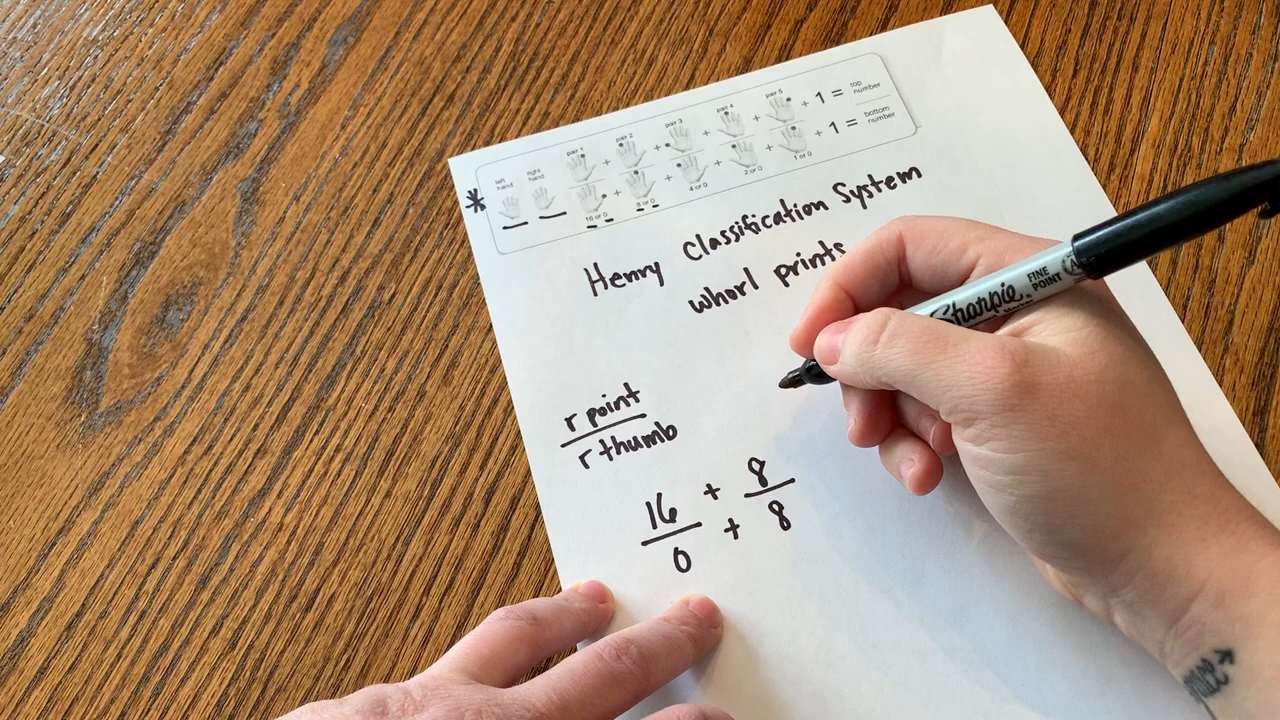 pair 1 pair 2 pair 3 pair 4 pair 5
left hand right hand + + + + + 1 = top number
+ + + + + 1 = bottom number
* 16 or 0 8 or 0 4 or 0 2 or 0 1 or 0
Henry Classification System
whorl prints
r point
r thumb
16 + 8
0 + 8
Sharpie FINE POINT